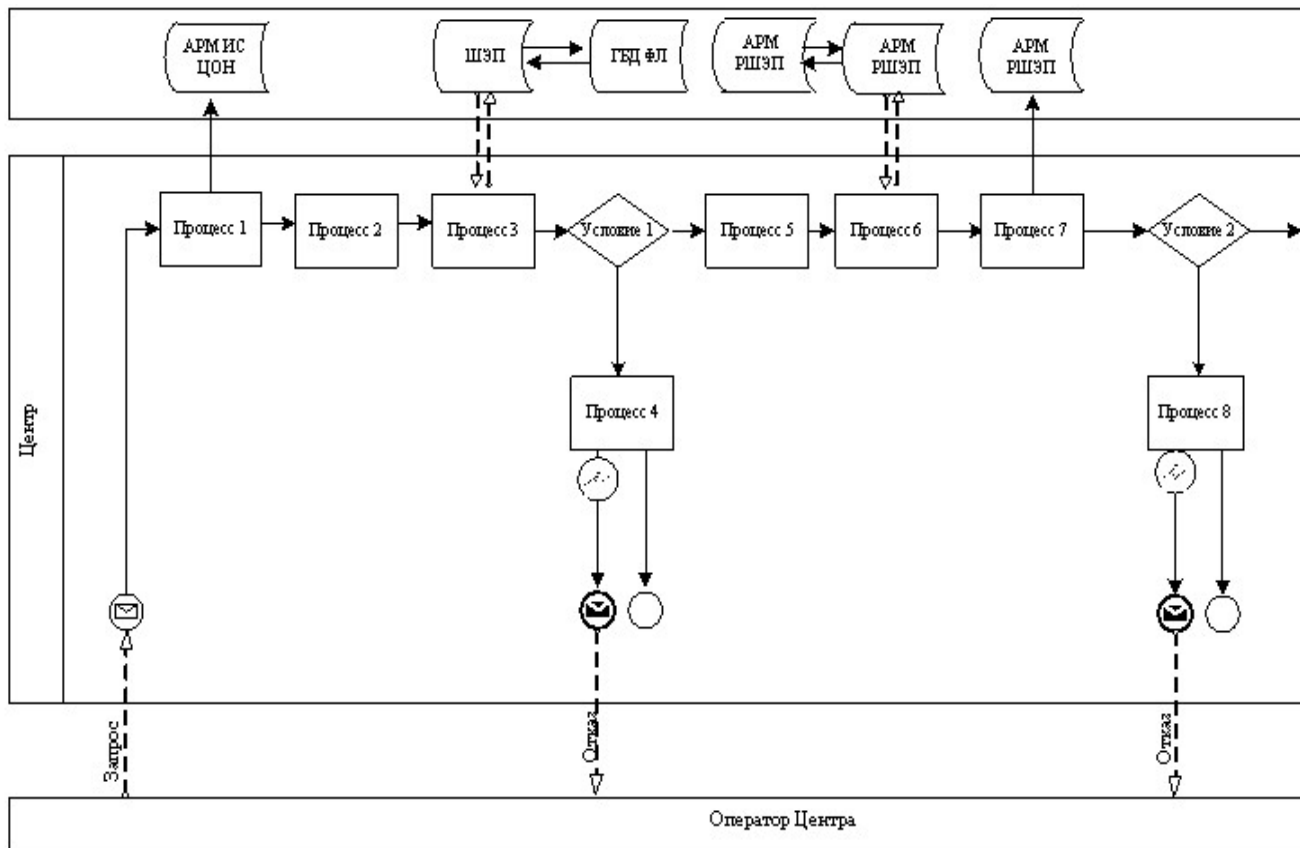 АРМ ИС
ЦОН
ШЭП
ГБД ФЛ
АРМ
РШЭП
АРМ
РШЭП
АРМ
РШЭП
Процесс 1
Процесс 2
Процесс 3
Условие 1
Процесс 5
Процесс 6
Процесс 7
Условие 2
Процесс 4
Процесс 8
Центр
Запрос
Отказ
Отказ
Оператор Центра